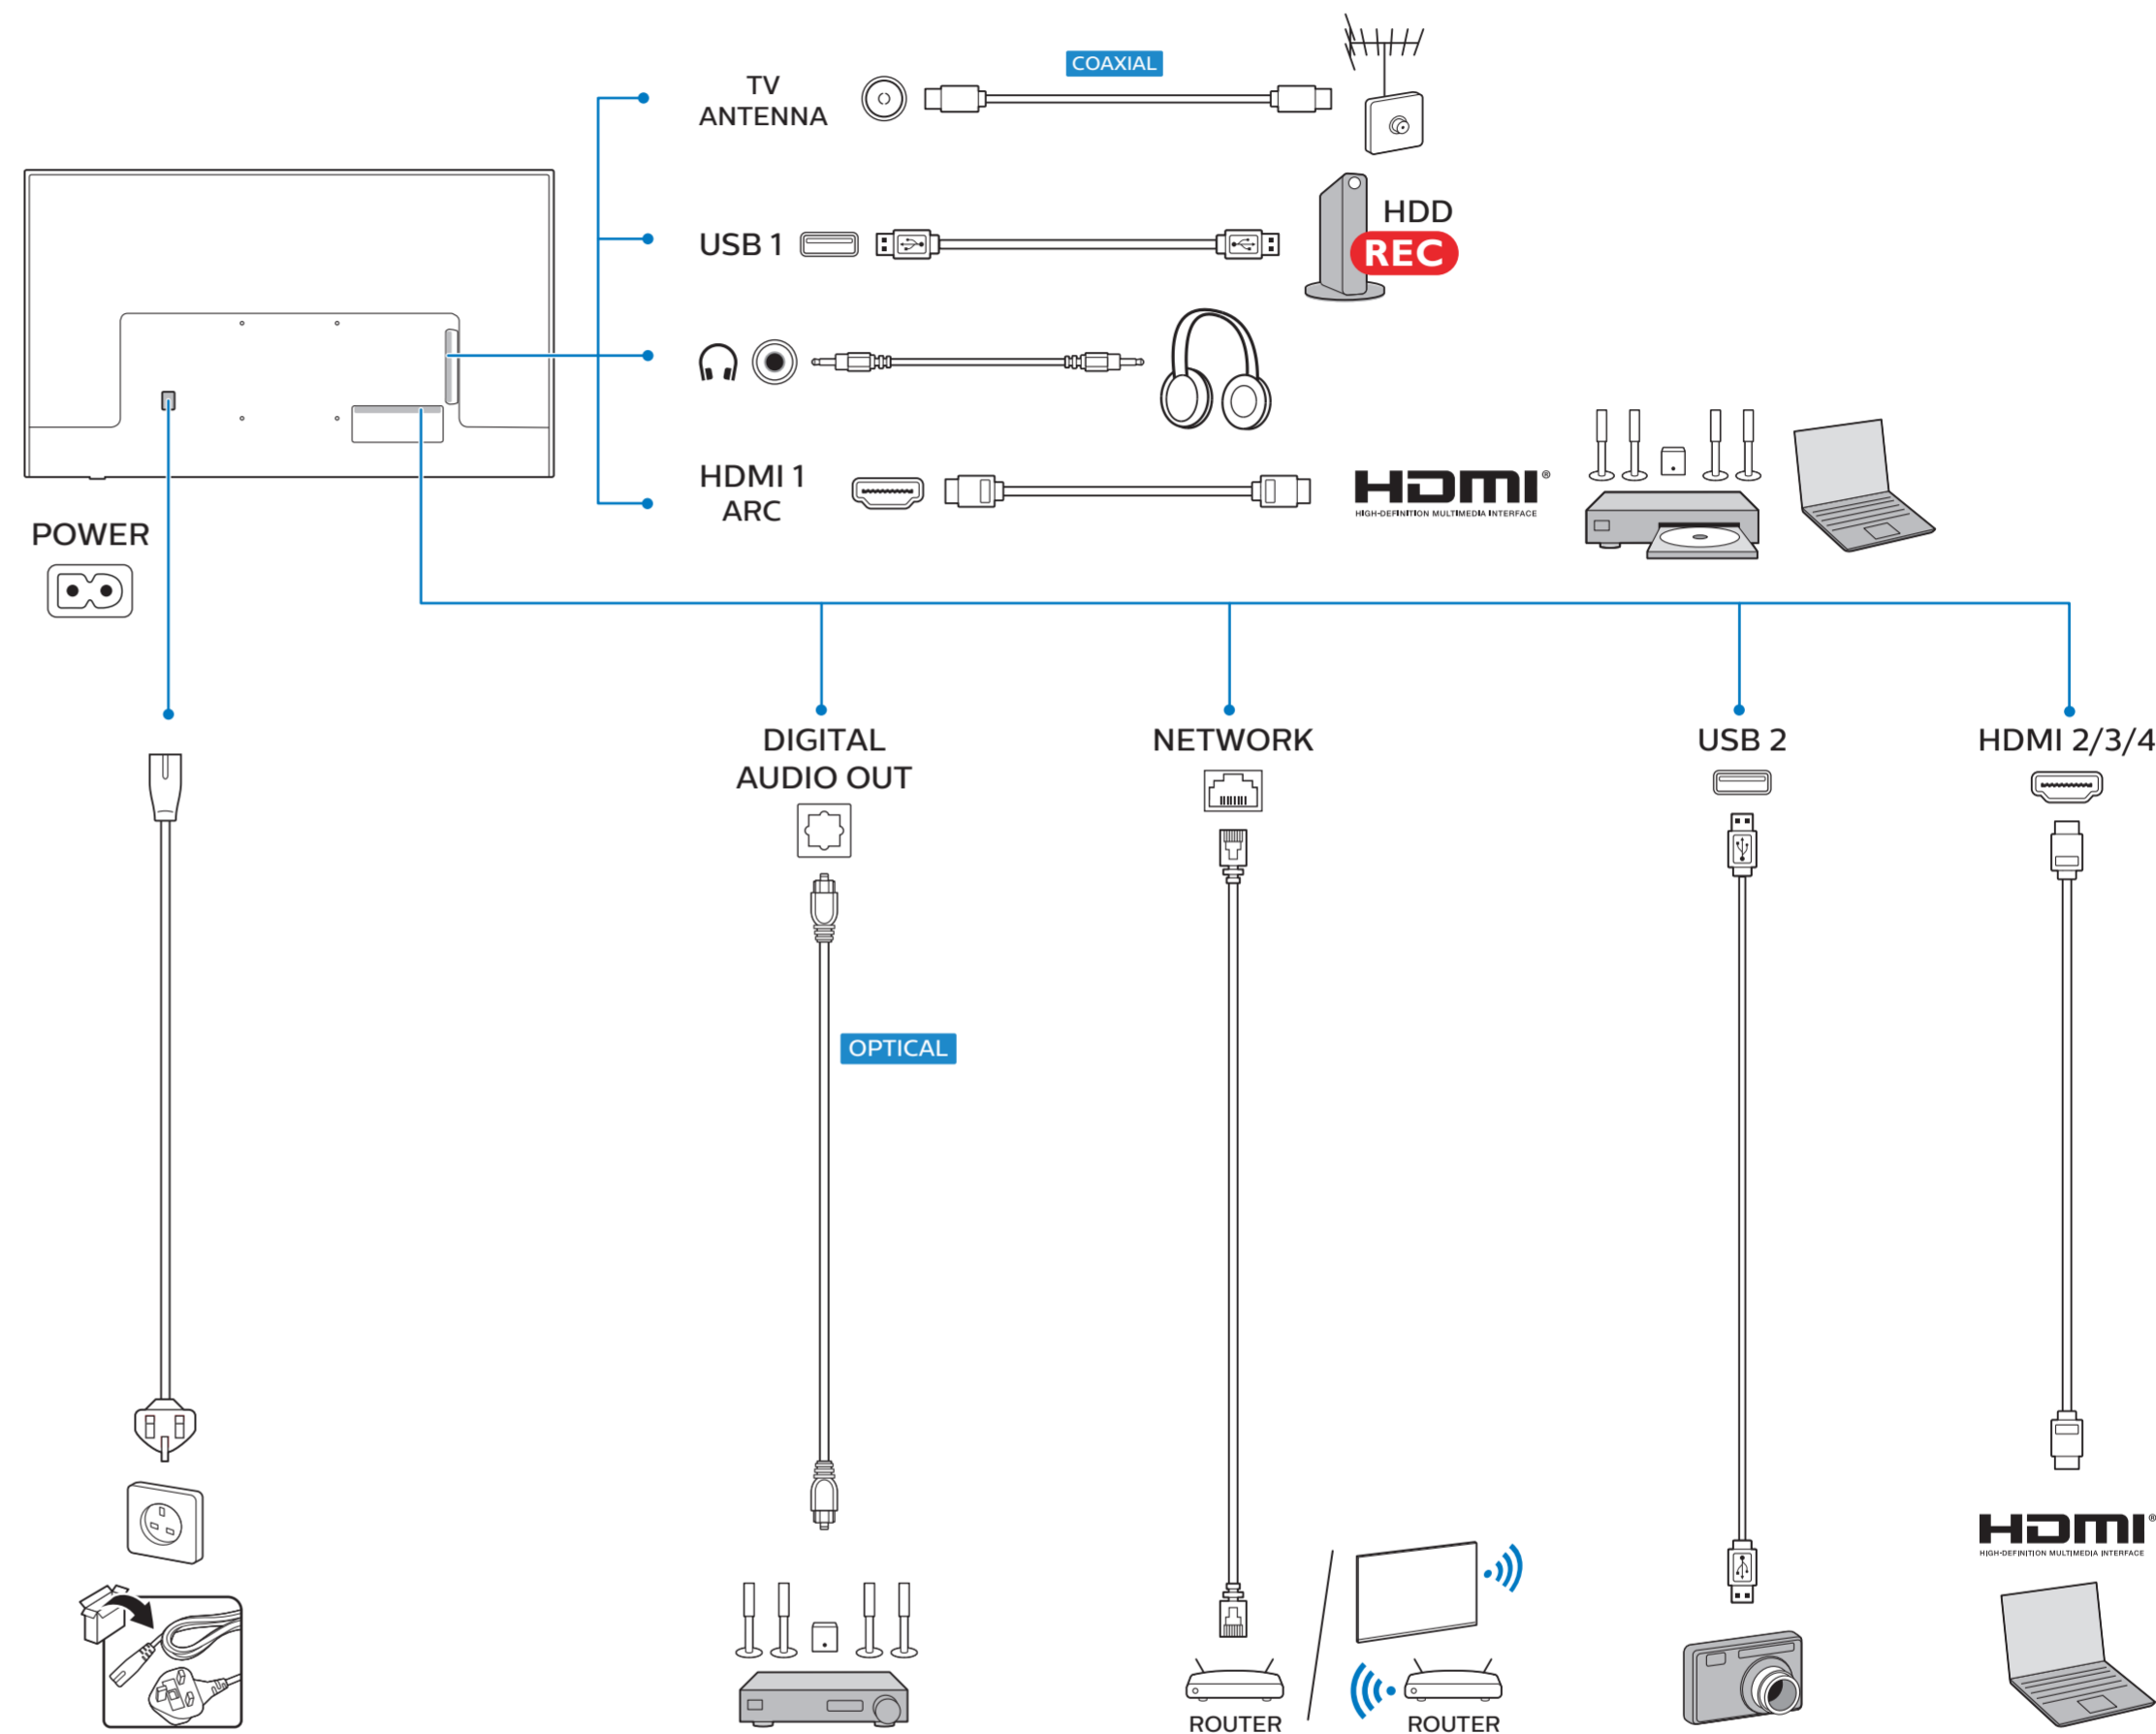 COAXIAL
TV
ANTENNA
USB 1
HDD
REC
HDMI 1
ARC
HDMI®
HIGH-DEFINITION MULTIMEDIA INTERFACE
POWER
DIGITAL
AUDIO OUT
NETWORK
USB 2
HDMI 2/3/4
OPTICAL
HDMI®
HIGH-DEFINITION MULTIMEDIA INTERFACE
ROUTER
ROUTER